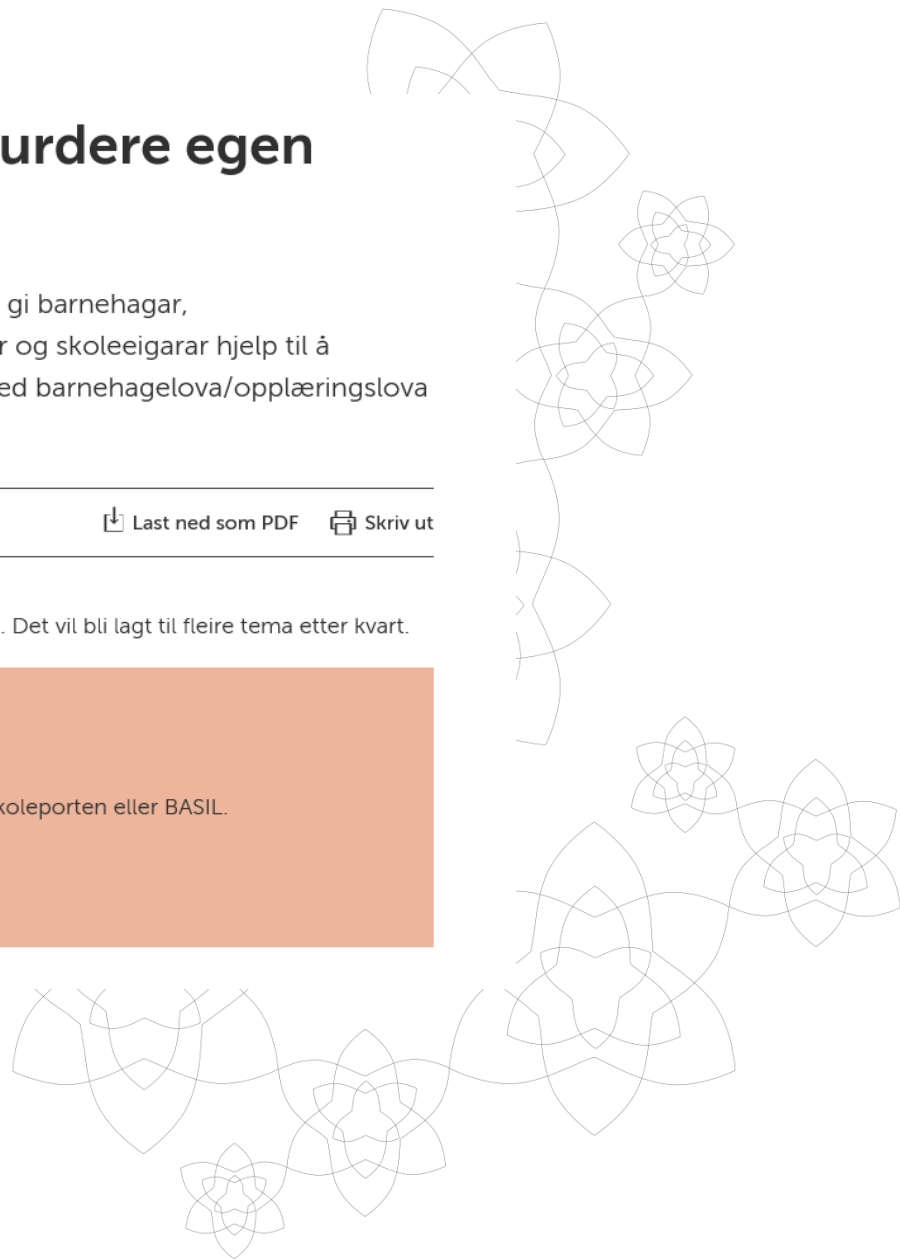 urdere egen
gi barnehagar,
r og skoleeigarar hjelp til å
ed barnehagelova/opplæringslova
Last ned som PDF Skriv ut
. Det vil bli lagt til fleire tema etter kvart.
koleporten eller BASIL.